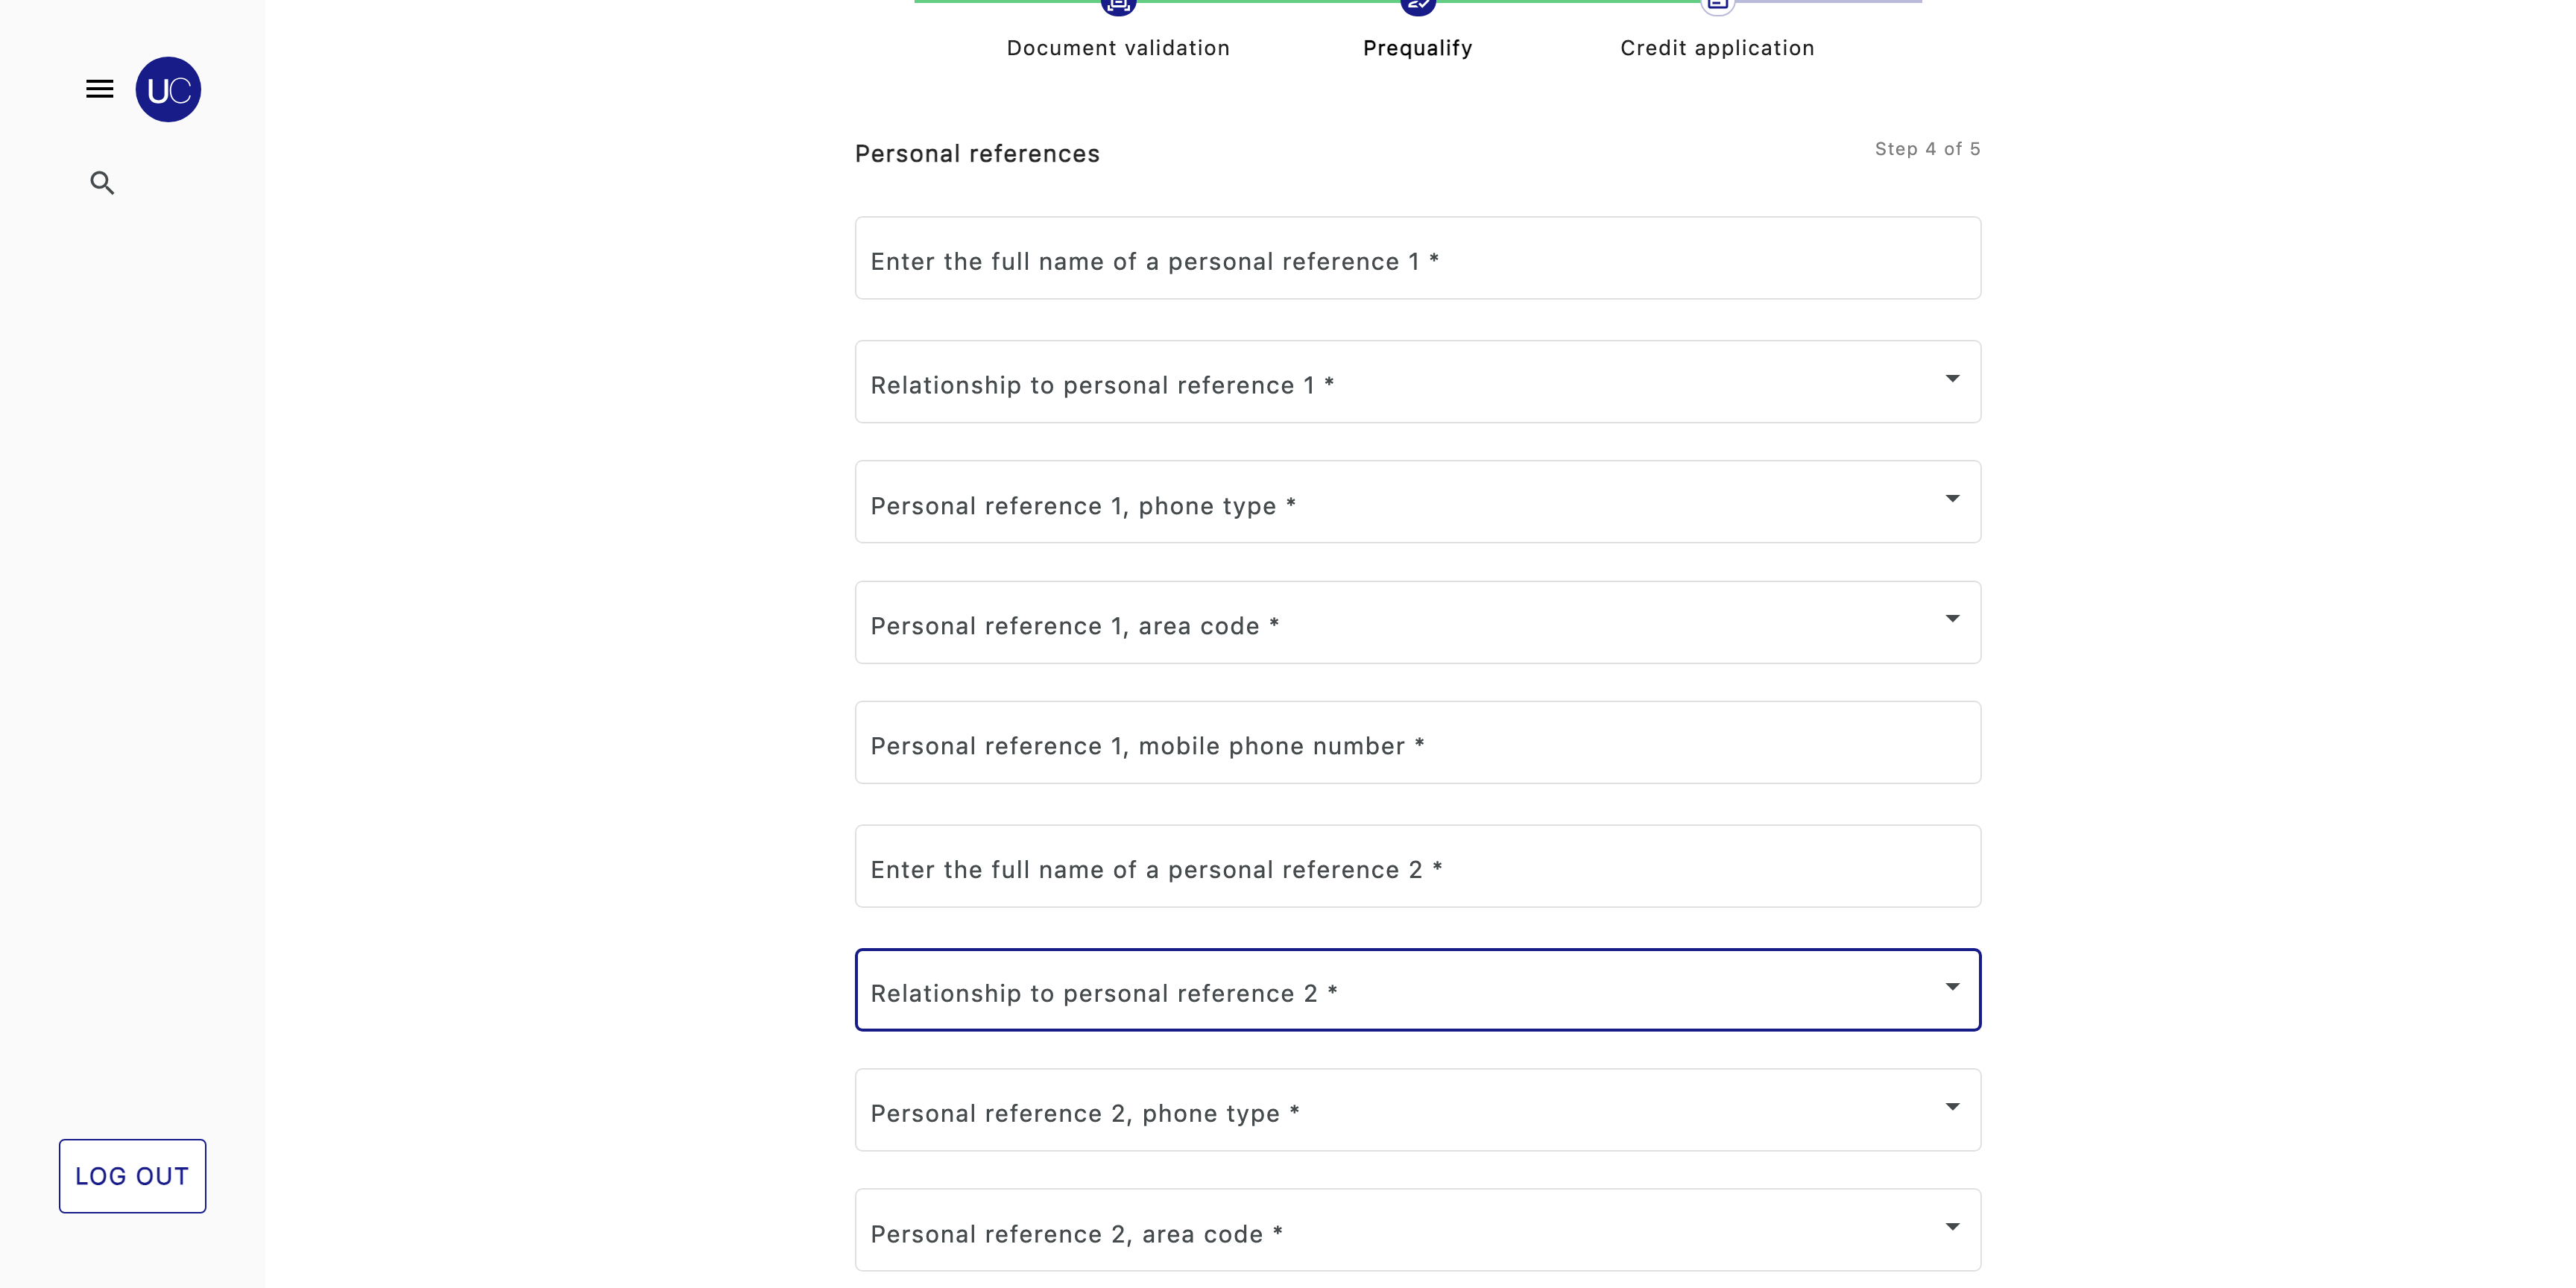 Document validation
Prequalify
Credit application
UC
Personal references
Step 4 of 5
Enter the full name of a personal reference 1 *
Relationship to personal reference 1 *
Personal reference 1, phone type *
Personal reference 1, area code *
Personal reference 1, mobile phone number *
Enter the full name of a personal reference 2 *
Relationship to personal reference 2 *
Personal reference 2, phone type *
Personal reference 2, area code *
LOG OUT